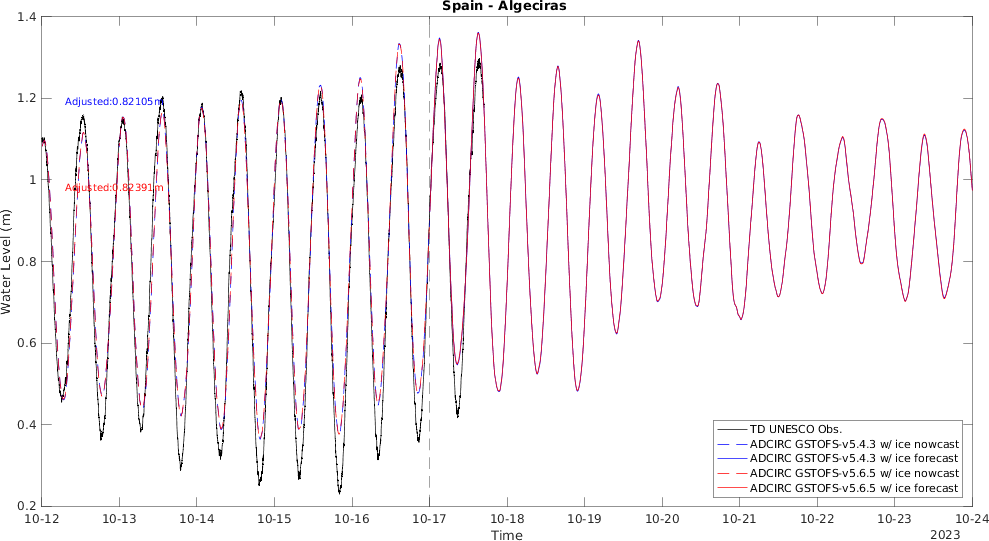 Spain - Algeciras
1.4
1.2
1
0.8
0.6
0.4
0.2
Water Level (m)
Adjusted:0.82105m
Adjusted:0.82391m
TD UNESCO Obs.
ADCIRC GSTOFS-v5.4.3 w/ ice nowcast
ADCIRC GSTOFS-v5.4.3 w/ ice forecast
ADCIRC GSTOFS-v5.6.5 w/ ice nowcast
ADCIRC GSTOFS-v5.6.5 w/ ice forecast
10-12 10-13 10-14 10-15 10-16 10-17 10-18 10-19 10-20 10-21 10-22 10-23 10-24
Time
2023